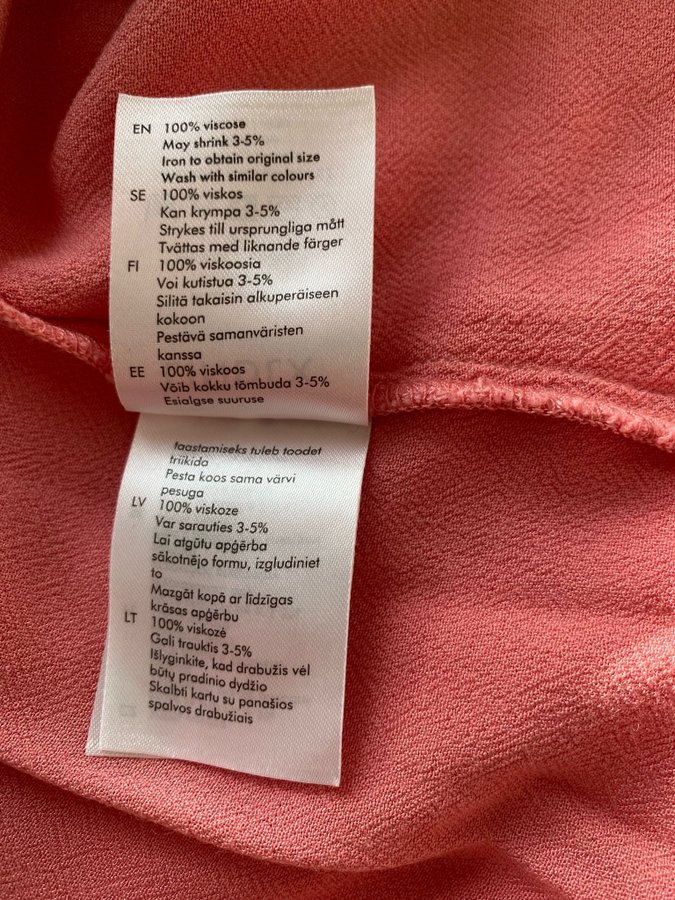 EN 100% viscose
May shrink 3-5%
Iron to obtain original size
Wash with similar colours
SE 100% viskos
Kan krympa 3-5%
Strykes till ursprungliga mått
Tvättas med liknande färger
FI 100% viskoosia
Voi kutistua 3-5%
Silitä takaisin alkuperäiseen
kokoon
Pestävä samanväristen
kanssa
EE 100% viskoos
Võib kokku tõmbuda 3-5%
Esialgse suuruse
taastamiseks tuleb toodet
triikida
Pesta koos sama värvi
pesuga
LV 100% viskoze
Var sarauties 3-5%
Lai atgūtu apģērba
sākotnējo formu, izgludiniet
to
Mazgāt kopā ar līdzīgas
krāsas apģērbu
LT 100% viskozė
Gali trauktis 3-5%
Išlyginkite, kad drabužis vėl
būtų pradinio dydžio
Skalbti kartu su panašios
spalvos drabužiais